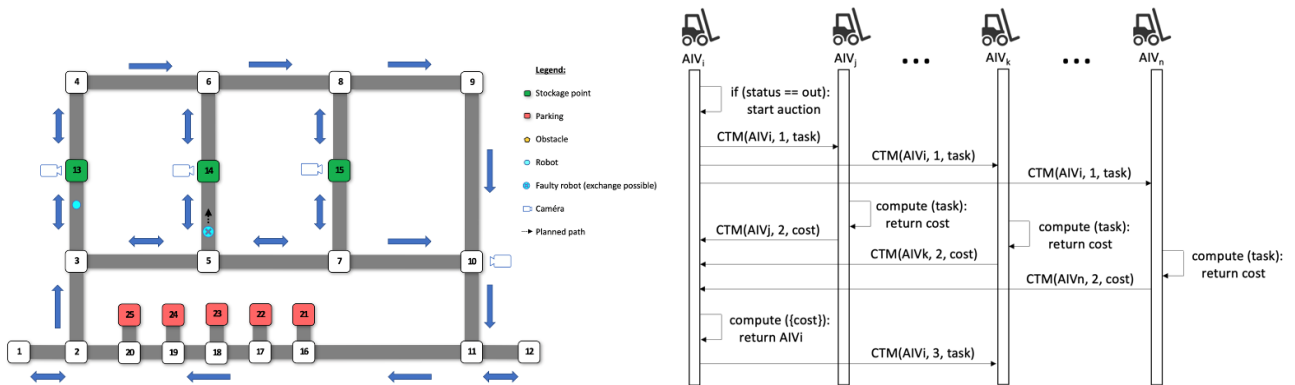 4
6
8
9
Legend:
Stockage point
Parking
Obstacle
Robot
Faulty robot (exchange possible)
Caméra
Planned path
13
14
15
3
5
7
10
25
24
23
22
21
1
2
20
19
18
17
16
11
12
AIVi
AIVj
...
AIVk
...
AIVn
if (status == out):
start auction
CTM(AIVi, 1, task)
CTM(AIVi, 1, task)
CTM(AIVi, 1, task)
compute (task):
return cost
CTM(AIVj, 2, cost)
compute (task):
return cost
CTM(AIVk, 2, cost)
compute (task):
return cost
CTM(AIVn, 2, cost)
compute ({cost}):
return AIVi
CTM(AIVi, 3, task)